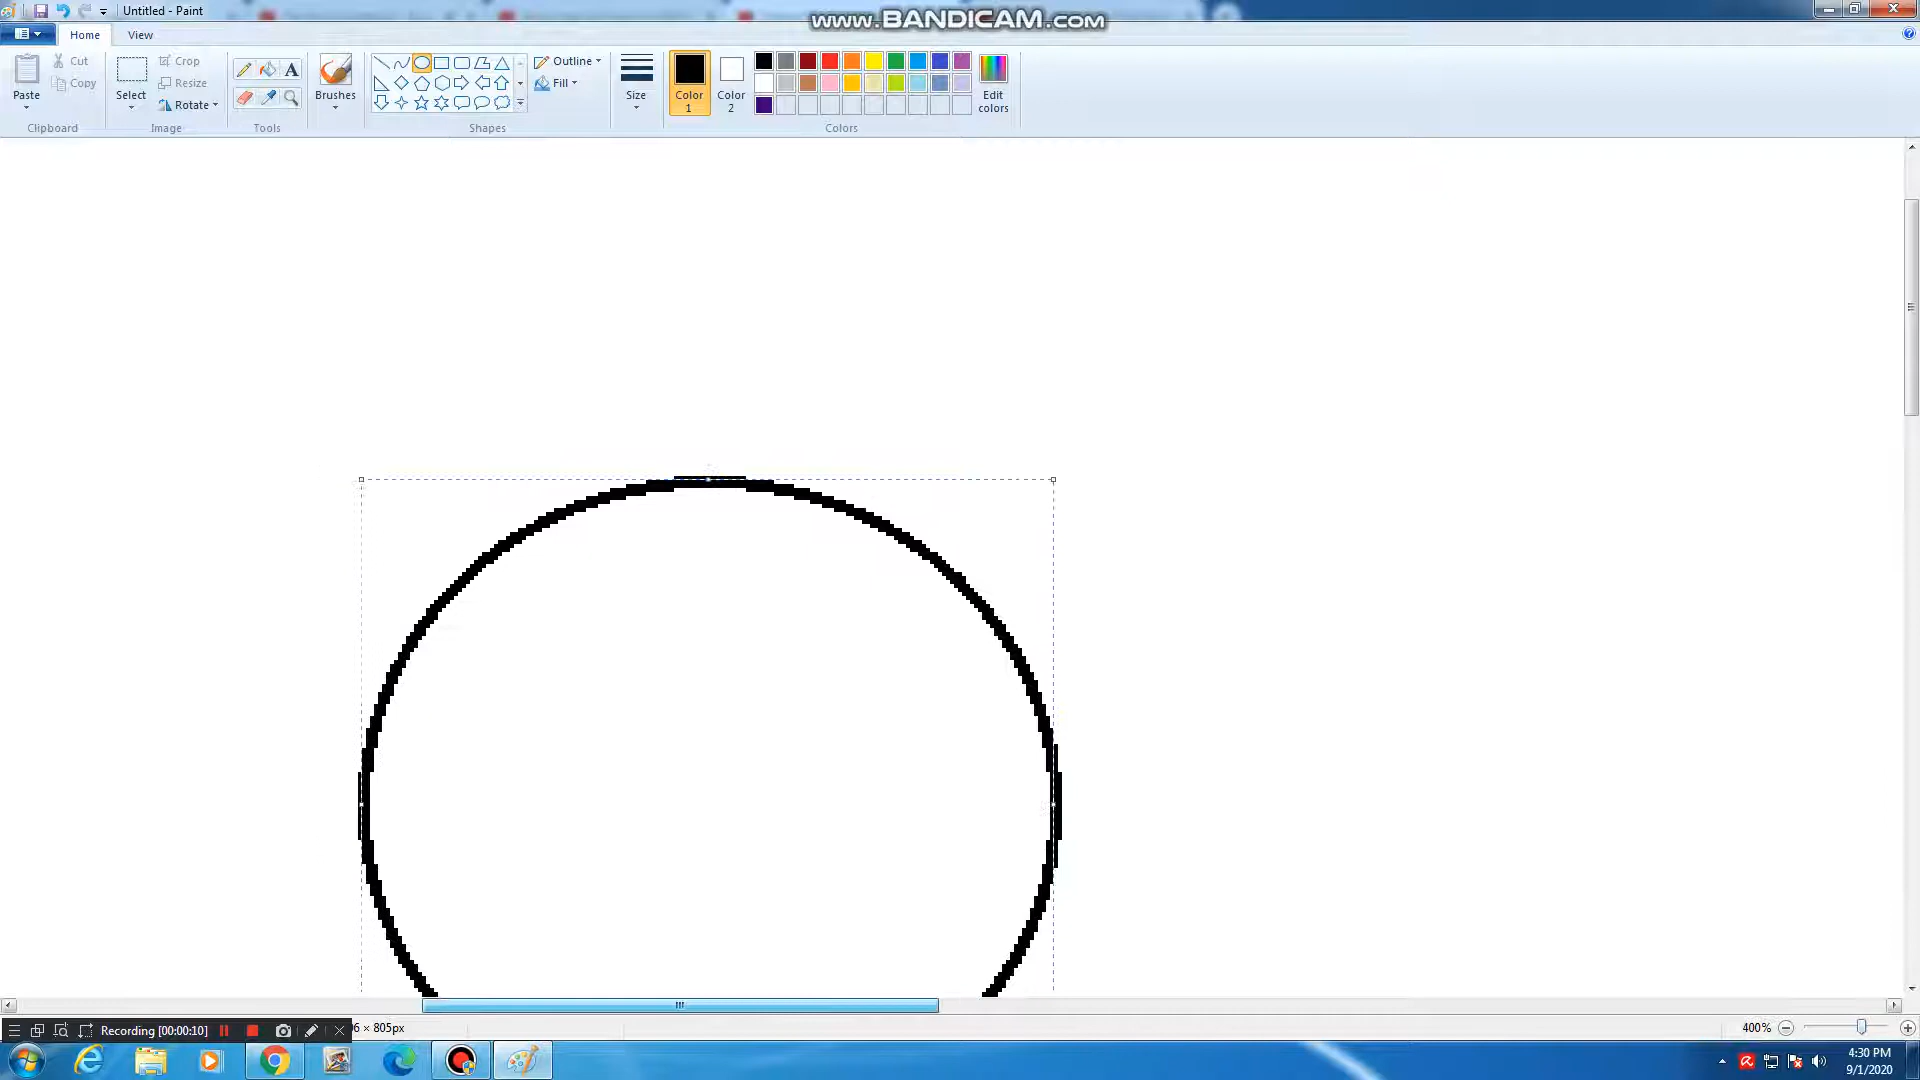 Untitled - Paint
www.BANDICAM.com
Home
View
Paste
Cut
Copy
Clipboard
Select
Crop
Resize
Rotate
Image
A
Tools
Brushes
Outline
Fill
Shapes
Size
Color 1
Color 2
Edit colors
Colors
Recording [00:00:10]
6 × 805px
400%
4:30 PM
9/1/2020